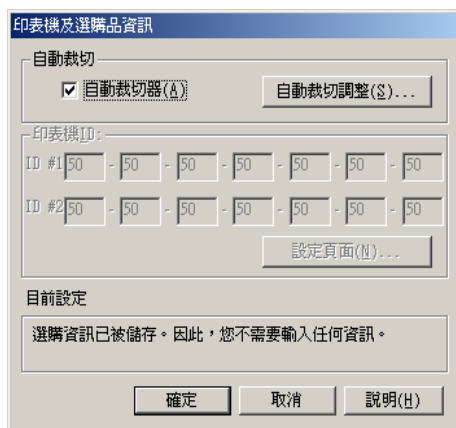 印表機及選購品資訊
自動裁切
自動裁切器(A)
自動裁切調整(S)...
印表機ID:
ID #1 50 - 50 - 50 - 50 - 50 - 50 - 50
ID #2 50 - 50 - 50 - 50 - 50 - 50 - 50
設定頁面(N)...
目前設定
選購資訊已被儲存。因此，您不需要輸入任何資訊。
確定 取消 說明(H)